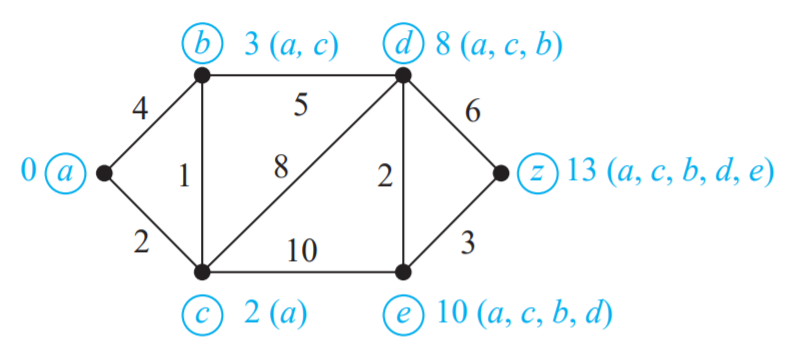 b 3 (a, c) d 8 (a, c, b)
4 5 6
0 a 1 8 2 z 13 (a, c, b, d, e)
2 10 3
c 2 (a) e 10 (a, c, b, d)